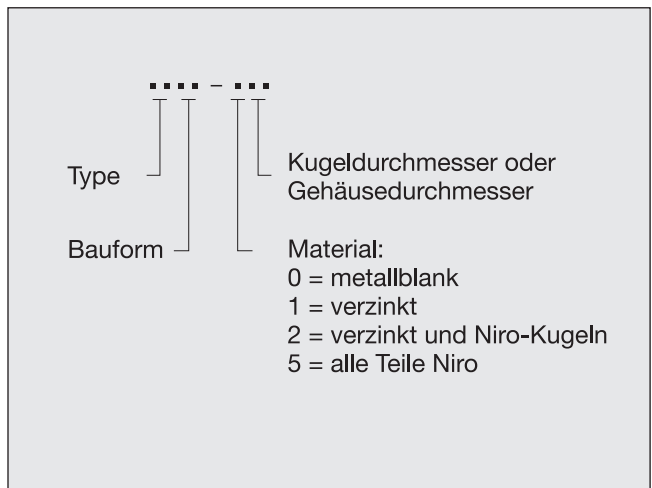 ▪▪▪▪ – ▪▪▪
Type
Kugeldurchmesser oder
Gehäusedurchmesser
Bauform
Material:
0 = metallblank
1 = verzinkt
2 = verzinkt und Niro-Kugeln
5 = alle Teile Niro